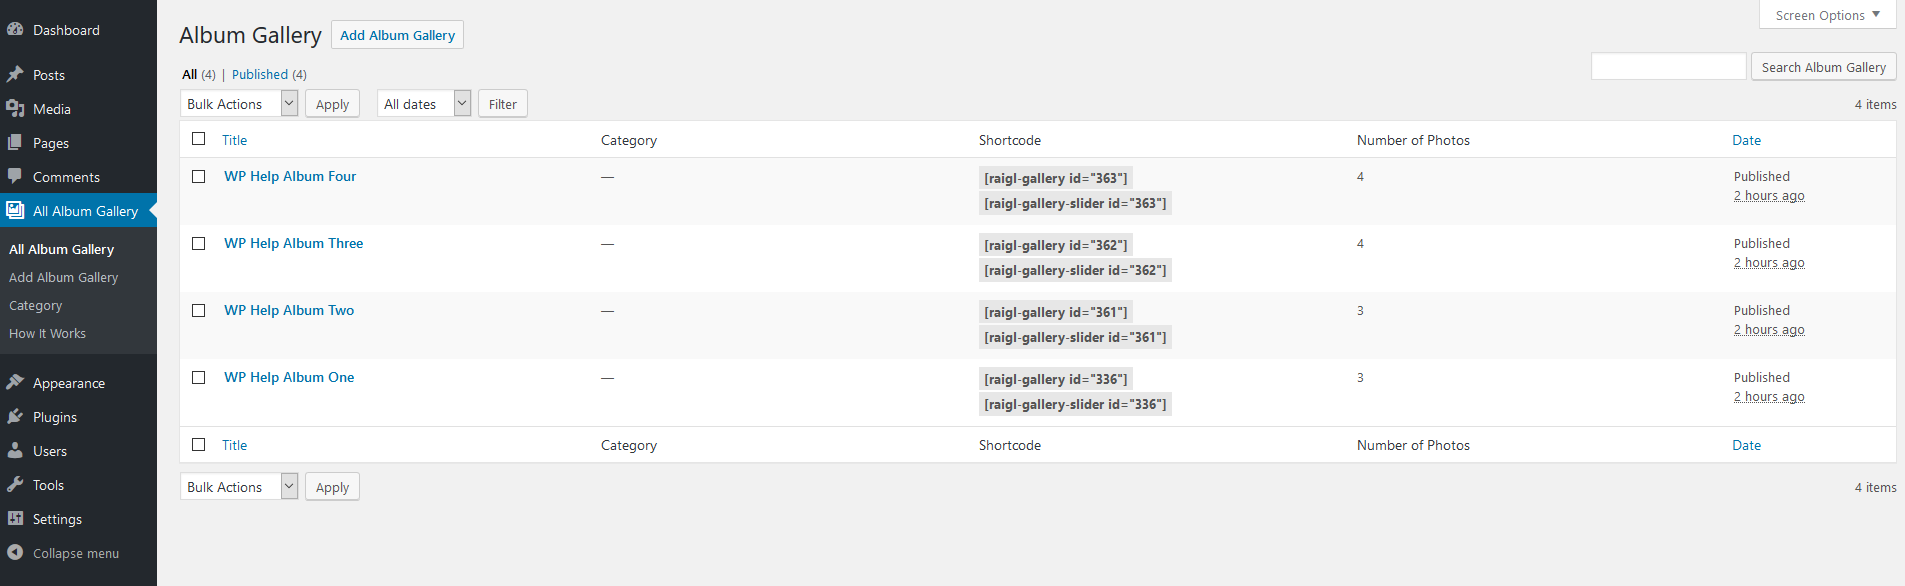 Dashboard
Posts
Media
Pages
Comments
All Album Gallery
All Album Gallery
Add Album Gallery
Category
How It Works
Appearance
Plugins
Users
Tools
Settings
Collapse menu
Screen Options
Album Gallery Add Album Gallery
All (4) | Published (4)
Search Album Gallery
Bulk Actions Apply All dates Filter 4 items
Title Category Shortcode Number of Photos Date
WP Help Album Four — [raigl-gallery id="363"] 4 Published
[raigl-gallery-slider id="363"] 2 hours ago
WP Help Album Three — [raigl-gallery id="362"] 4 Published
[raigl-gallery-slider id="362"] 2 hours ago
WP Help Album Two — [raigl-gallery id="361"] 3 Published
[raigl-gallery-slider id="361"] 2 hours ago
WP Help Album One — [raigl-gallery id="336"] 3 Published
[raigl-gallery-slider id="336"] 2 hours ago
Title Category Shortcode Number of Photos Date
Bulk Actions Apply 4 items